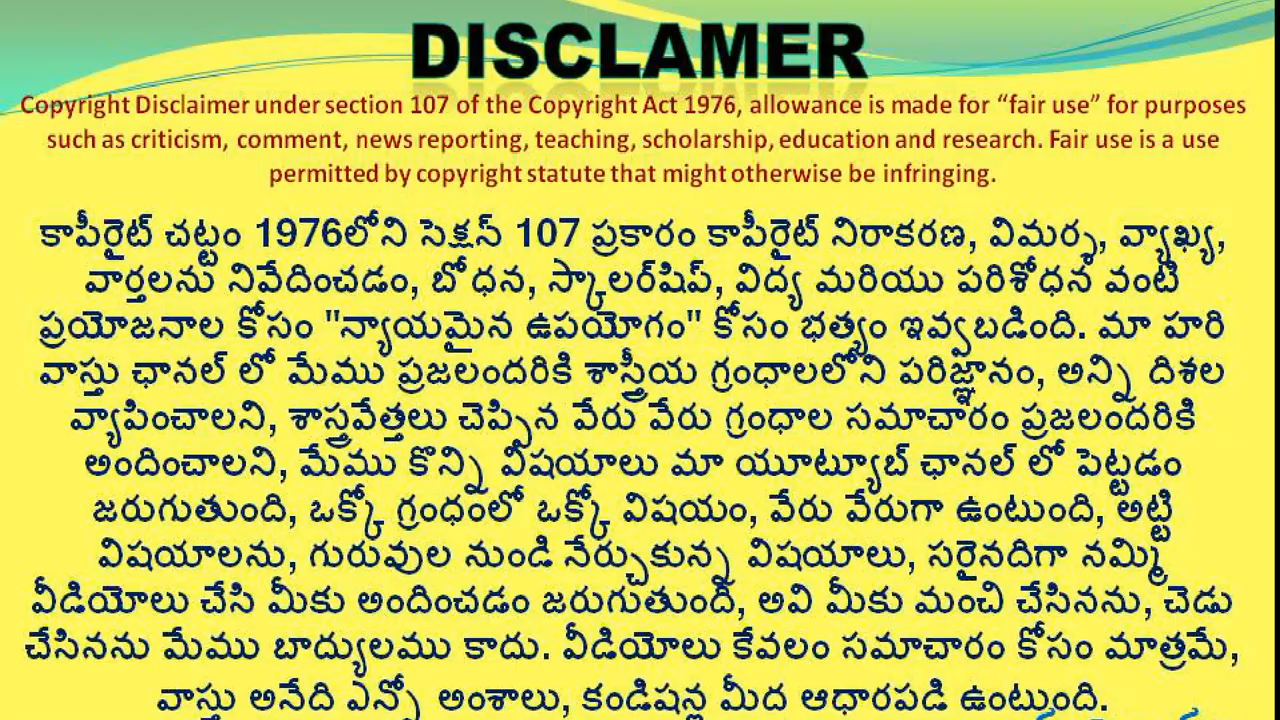 DISCLAMER
Copyright Disclaimer under section 107 of the Copyright Act 1976, allowance is made for “fair use” for purposes
such as criticism, comment, news reporting, teaching, scholarship, education and research. Fair use is a use
permitted by copyright statute that might otherwise be infringing.
కాపీరైట్ చట్టం 1976లోని సెక్షన్ 107 ప్రకారం కాపీరైట్ నిరాకరణ, విమర్శ, వ్యాఖ్య,
వార్తలను నివేదించడం, బోధన, స్కాలర్‌షిప్, విద్య మరియు పరిశోధన వంటి
ప్రయోజనాల కోసం "న్యాయమైన ఉపయోగం" కోసం భత్యం ఇవ్వబడింది. మా హరి
వాస్తు ఛానల్ లో మేము ప్రజలందరికి శాస్త్రీయ గ్రంధాలలోని పరిజ్ఞానం, అన్ని దిశల
వ్యాపించాలని, శాస్త్రవేత్తలు చెప్పిన వేరు వేరు గ్రంధాల సమాచారం ప్రజలందరికి
అందించాలని, మేము కొన్ని విషయాలు మా యూట్యూబ్ ఛానల్ లో పెట్టడం
జరుగుతుంది, ఒక్కో గ్రంధంలో ఒక్కో విషయం, వేరు వేరుగా ఉంటుంది, అట్టి
విషయాలను, గురువుల నుండి నేర్చుకున్న విషయాలు, సరైనదిగా నమ్మి
వీడియోలు చేసి మీకు అందించడం జరుగుతుంది, అవి మీకు మంచి చేసినను, చెడు
చేసినను మేము బాద్యులము కాదు. వీడియోలు కేవలం సమాచారం కోసం మాత్రమే,
వాస్తు అనేది ఎన్నో అంశాలు, కండిషన్ల మీద ఆధారపడి ఉంటుంది.